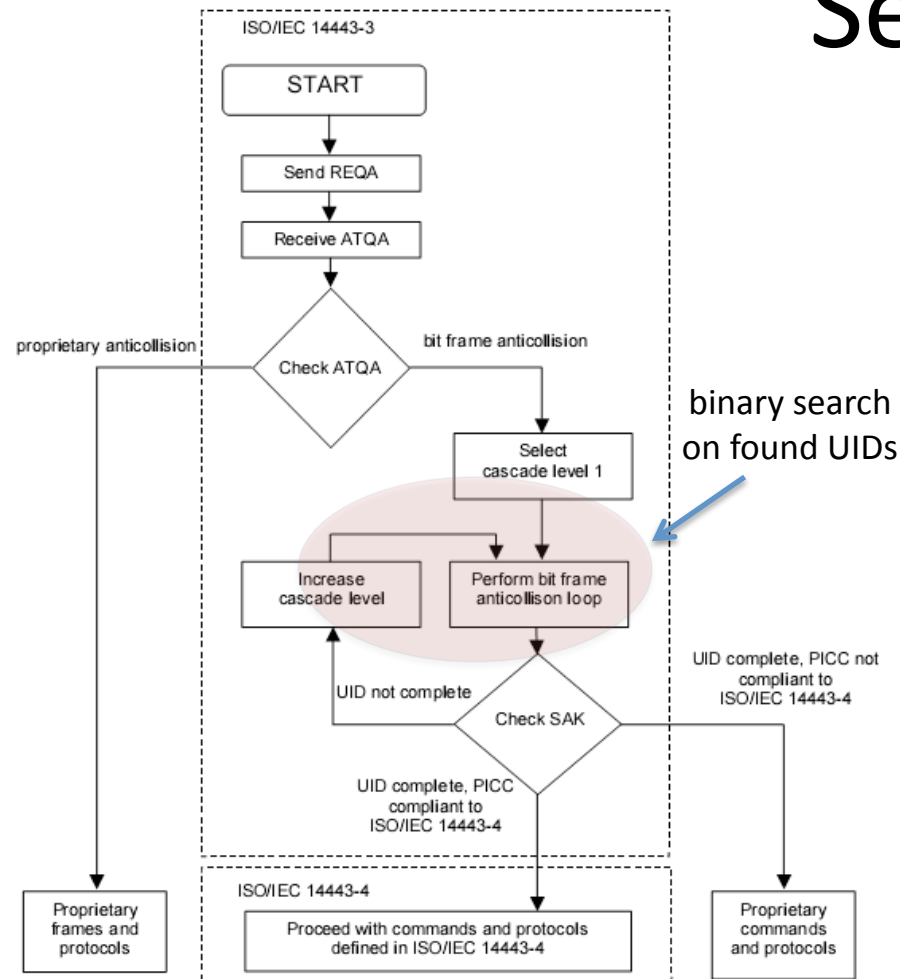 Se
ISO/IEC 14443-3
START
Send REQA
Receive ATQA
proprietary anticollision
bit frame anticollision
Check ATQA
binary search
on found UIDs
Select
cascade level 1
Increase
cascade level
Perform bit frame
anticollison loop
UID not complete
Check SAK
UID complete, PICC not
compliant to
ISO/IEC 14443-4
UID complete, PICC
compliant to
ISO/IEC 14443-4
ISO/IEC 14443-4
Proprietary
frames and
protocols
Proceed with commands and protocols
defined in ISO/IEC 14443-4
Proprietary
commands
and protocols